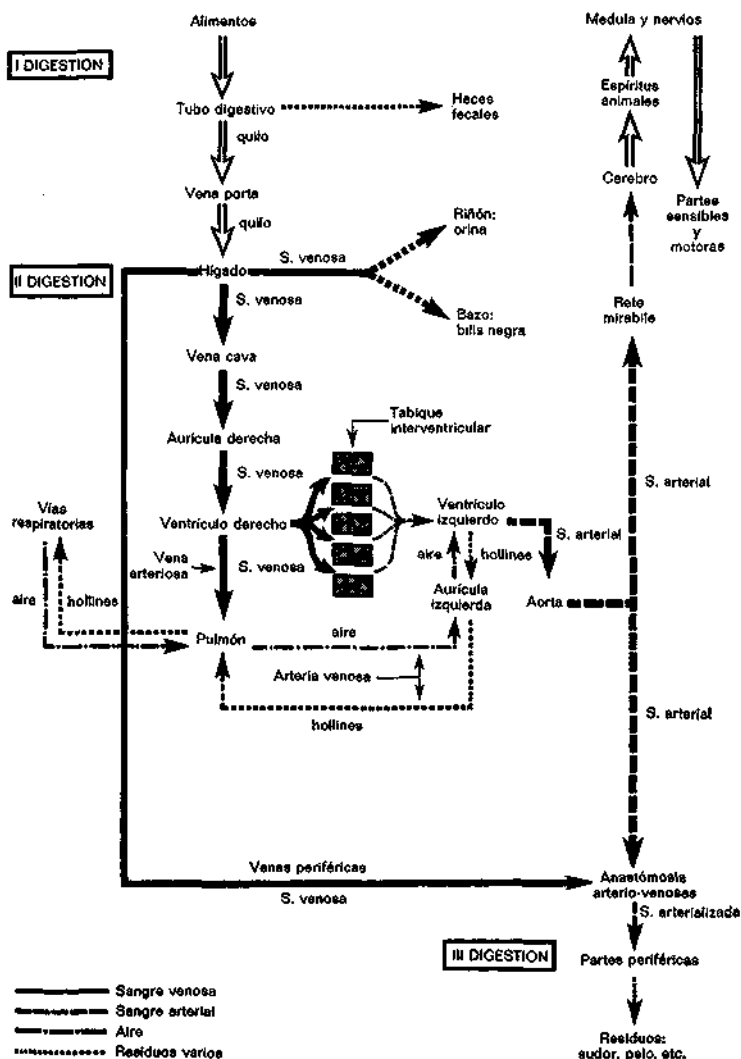 Alimentos
I DIGESTION
Tubo digestivo
Heces
fecales
quilo
Vena porta
quilo
Riñón:
orina
S. venosa
II DIGESTION
Hígado
S. venosa
Bazo:
bilis negra
Vena cava
S. venosa
Aurícula derecha
Tabique
interventricular
S. venosa
Vías
respiratorias
Ventrículo derecho
Ventrículo
izquierdo
S. arterial
Vena
arteriosa
S. venosa
aire
hollines
aire
hollines
Aurícula
izquierda
Aorta
Pulmón
aire
Arteria venosa
hollines
Medula y nervios
Espíritus
animales
Cerebro
Partes
sensibles
y
motoras
Rete
mirabile
S. arterial
S. arterial
Venas periféricas
S. venosa
Anastómosis
arterio-venosas
S. arterializada
III DIGESTION
Partes periféricas
Residuos:
sudor, pelo, etc.
Sangre venosa
Sangre arterial
Aire
Residuos varios